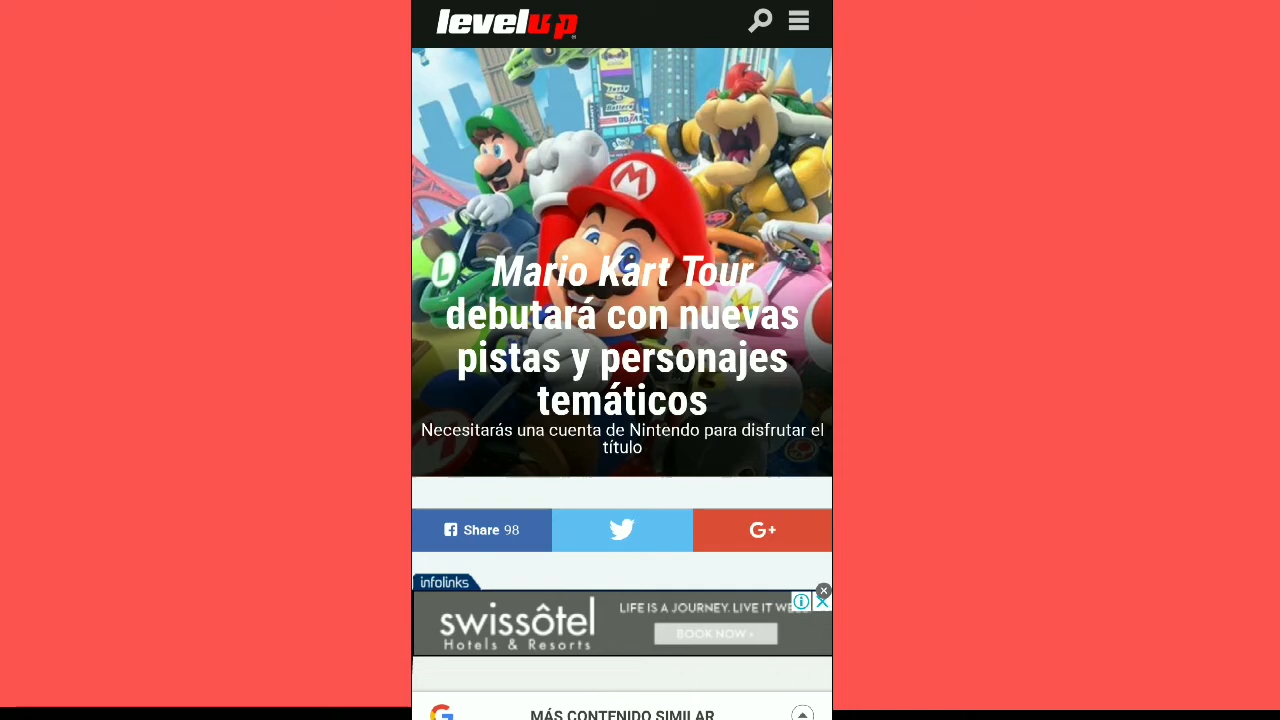 levelup
Mario Kart Tour
debutará con nuevas
pistas y personajes
temáticos
Necesitarás una cuenta de Nintendo para disfrutar el
título
Share 98
G+
infolinks
swissôtel
Hotels & Resorts
LIFE IS A JOURNEY. LIVE IT WELL
BOOK NOW >
MÁS CONTENIDO SIMILAR